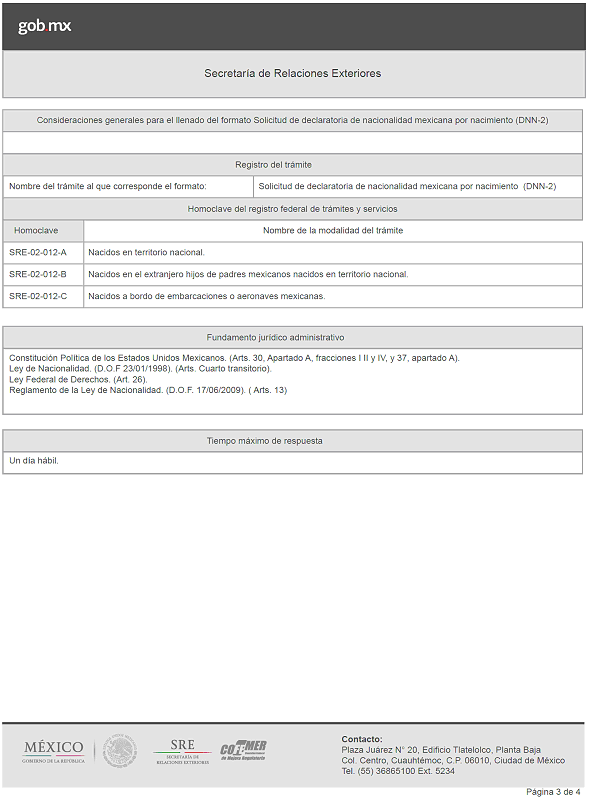 gob.mx
Secretaría de Relaciones Exteriores
Consideraciones generales para el llenado del formato Solicitud de declaratoria de nacionalidad mexicana por nacimiento (DNN-2)
Registro del trámite
Nombre del trámite al que corresponde el formato:
Solicitud de declaratoria de nacionalidad mexicana por nacimiento (DNN-2)
Homoclave del registro federal de trámites y servicios
Homoclave
Nombre de la modalidad del trámite
SRE-02-012-A
Nacidos en territorio nacional.
SRE-02-012-B
Nacidos en el extranjero hijos de padres mexicanos nacidos en territorio nacional.
SRE-02-012-C
Nacidos a bordo de embarcaciones o aeronaves mexicanas.
Fundamento jurídico administrativo
Constitución Política de los Estados Unidos Mexicanos. (Arts. 30, Apartado A, fracciones I II y IV, y 37, apartado A).
Ley de Nacionalidad. (D.O.F 23/01/1998). (Arts. Cuarto transitorio).
Ley Federal de Derechos. (Art. 26).
Reglamento de la Ley de Nacionalidad. (D.O.F. 17/06/2009). ( Arts. 13)
Tiempo máximo de respuesta
Un día hábil.
MÉXICO
GOBIERNO DE LA REPÚBLICA
SRE
SECRETARÍA DE
RELACIONES EXTERIORES
COFEMER
de Mejora Regulatoria
Contacto:
Plaza Juárez N° 20, Edificio Tlatelolco, Planta Baja
Col. Centro, Cuauhtémoc, C.P. 06010, Ciudad de México
Tel. (55) 36865100 Ext. 5234
Página 3 de 4